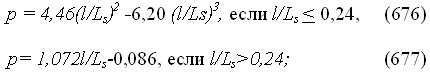 p = 4,46(l/Lₛ)² -6,20 (l/Ls)³, если l/Lₛ ≤ 0,24, (676)
p= 1,072l/Lₛ-0,086, если l/Lₛ>0,24; (677)